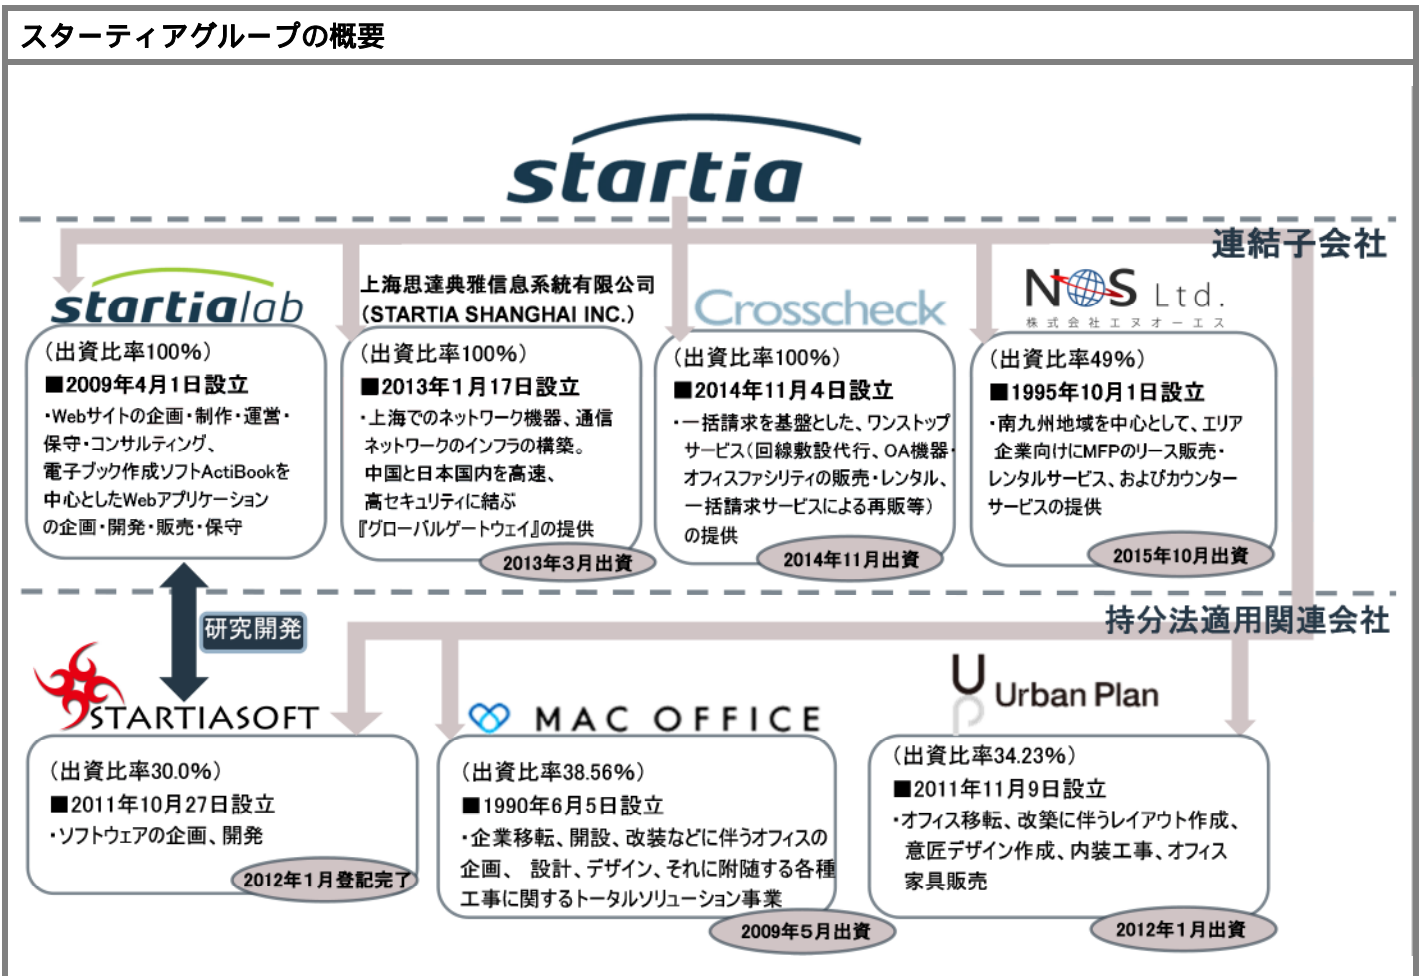 スターティアグループの概要
startia
連結子会社
startialab
(出資比率100%)
■2009年4月1日設立
・Webサイトの企画・制作・運営・
保守・コンサルティング、
電子ブック作成ソフトActiBookを
中心としたWebアプリケーション
の企画・開発・販売・保守
上海思達典雅信息系統有限公司
(STARTIA SHANGHAI INC.)
(出資比率100%)
■2013年1月17日設立
・上海でのネットワーク機器、通信
ネットワークのインフラの構築。
中国と日本国内を高速、
高セキュリティに結ぶ
『グローバルゲートウェイ』の提供
2013年3月出資
Crosscheck
(出資比率100%)
■2014年11月4日設立
・一括請求を基盤とした、ワンストップ
サービス(回線敷設代行、OA機器・
オフィスファシリティの販売・レンタル、
一括請求サービスによる再販等)
の提供
2014年11月出資
NOS Ltd.
株式会社エヌオーエス
(出資比率49%)
■1995年10月1日設立
・南九州地域を中心として、エリア
企業向けにMFPのリース販売・
レンタルサービス、およびカウンター
サービスの提供
2015年10月出資
研究開発
持分法適用関連会社
STARTIASOFT
(出資比率30.0%)
■2011年10月27日設立
・ソフトウェアの企画、開発
2012年1月登記完了
MAC OFFICE
(出資比率38.56%)
■1990年6月5日設立
・企業移転、開設、改装などに伴うオフィスの
企画、 設計、デザイン、それに附随する各種
工事に関するトータルソリューション事業
2009年5月出資
UP Urban Plan
(出資比率34.23%)
■2011年11月9日設立
・オフィス移転、改築に伴うレイアウト作成、
意匠デザイン作成、内装工事、オフィス
家具販売
2012年1月出資